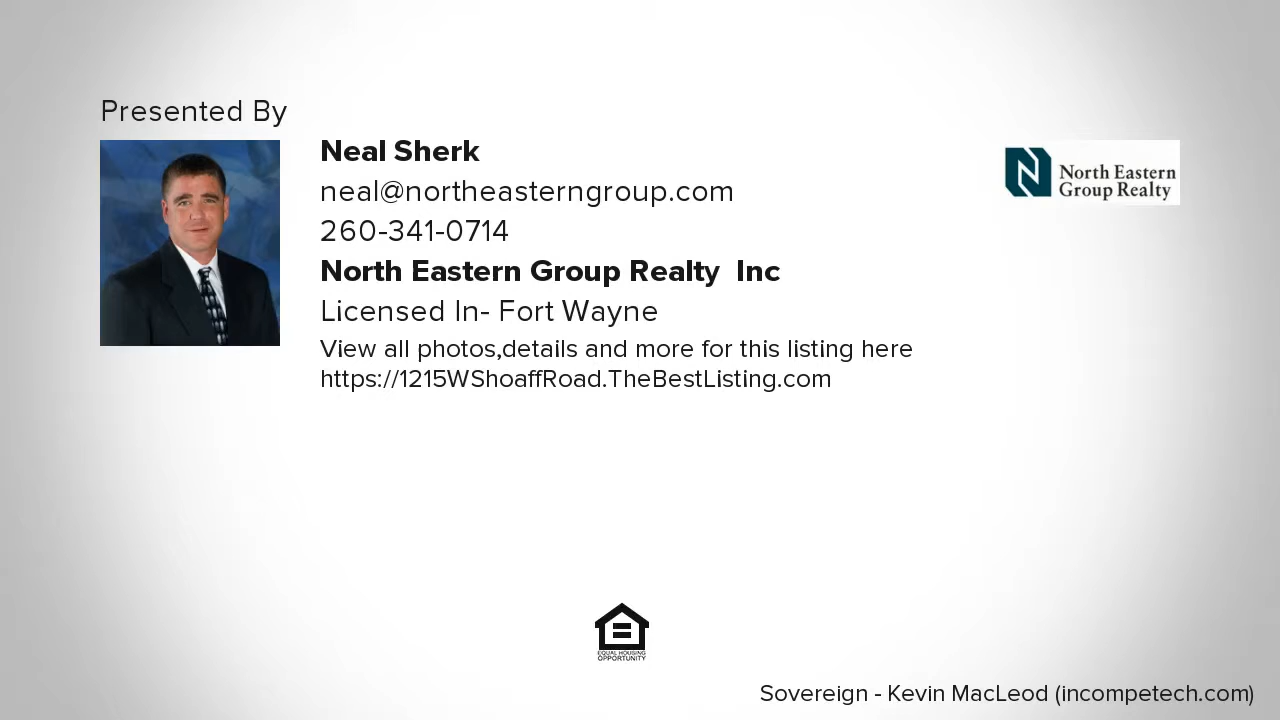 Presented By
Neal Sherk
neal@northeasterngroup.com
260-341-0714
North Eastern Group Realty  Inc
Licensed In- Fort Wayne
View all photos,details and more for this listing here
https://1215WShoaffRoad.TheBestListing.com
North Eastern
Group Realty
EQUAL HOUSING
OPPORTUNITY
Sovereign - Kevin MacLeod (incompetech.com)